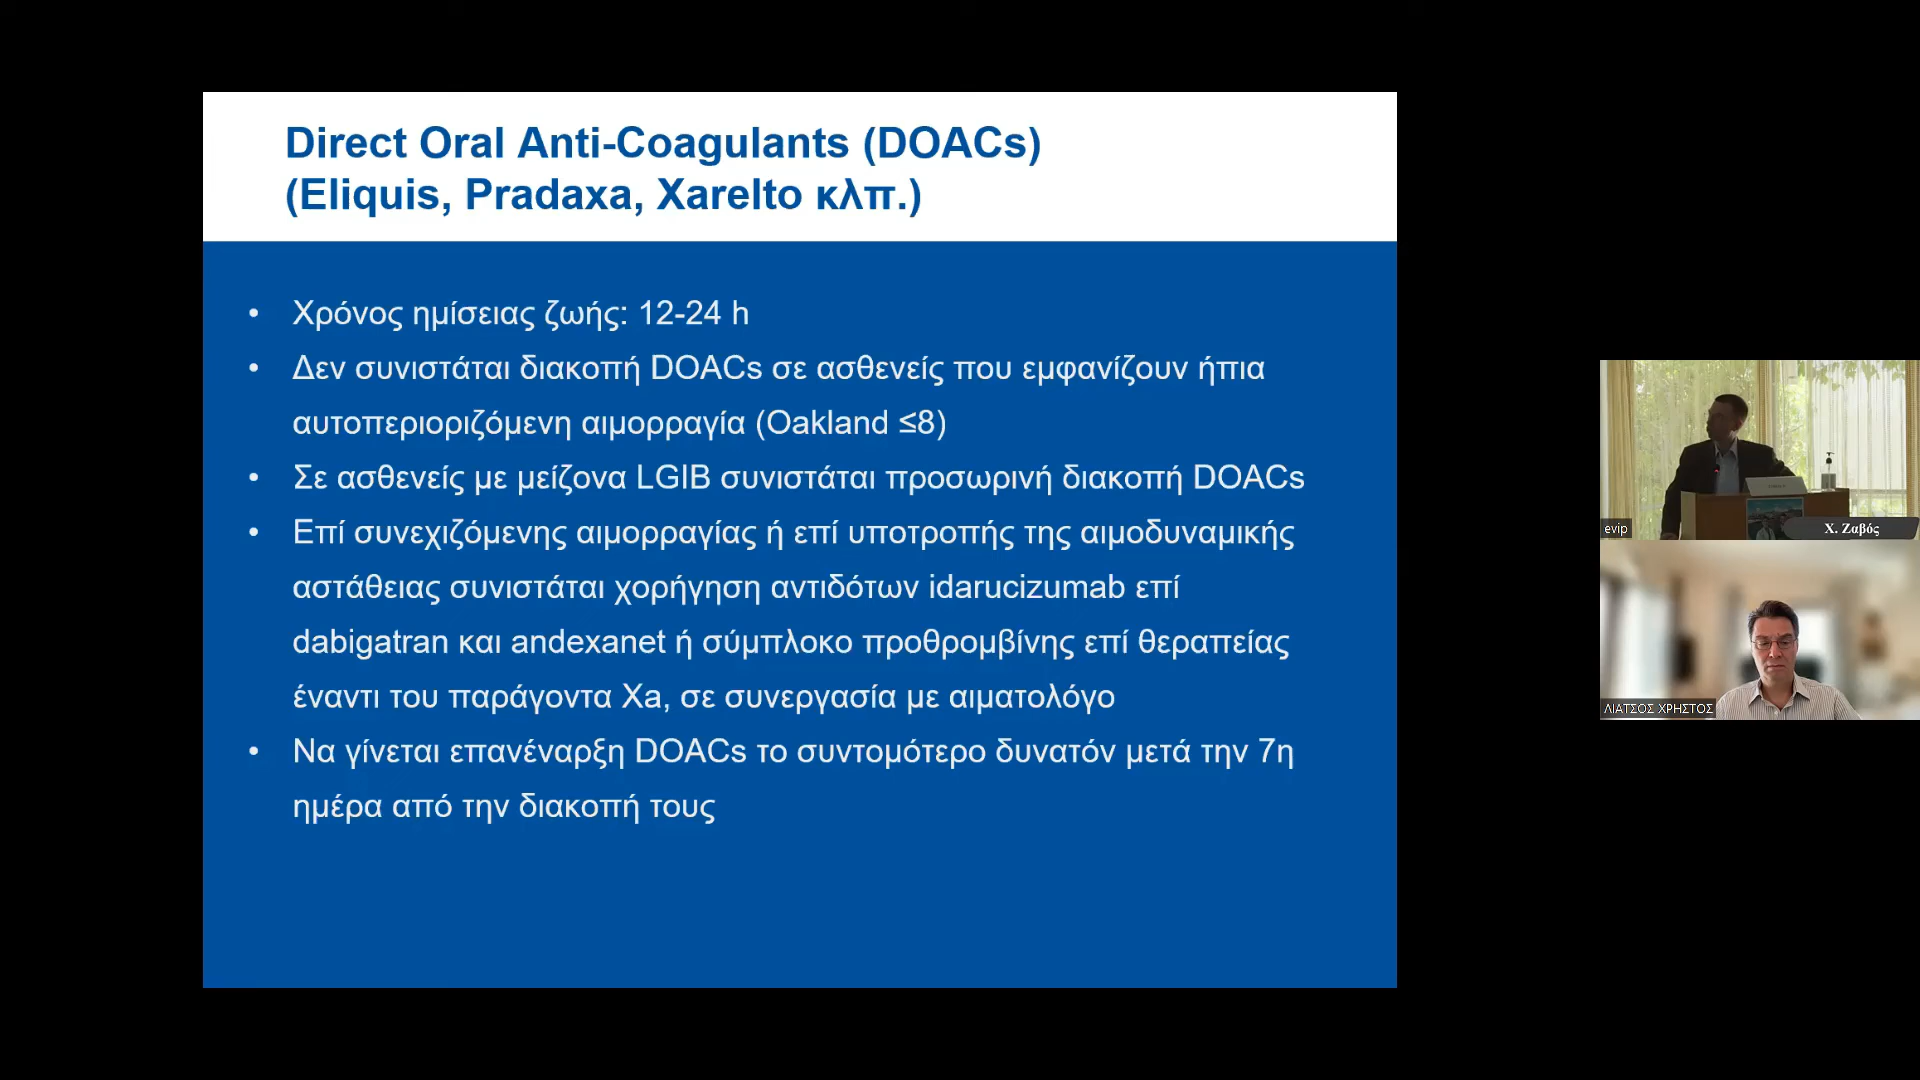 Direct Oral Anti-Coagulants (DOACs)
(Eliquis, Pradaxa, Xarelto κλπ.)
• Χρόνος ημίσειας ζωής: 12-24 h
• Δεν συνιστάται διακοπή DOACs σε ασθενείς που εμφανίζουν ήπια
αυτοπεριοριζόμενη αιμορραγία (Oakland ≤8)
• Σε ασθενείς με μείζονα LGIB συνιστάται προσωρινή διακοπή DOACs
• Επί συνεχιζόμενης αιμορραγίας ή επί υποτροπής της αιμοδυναμικής
αστάθειας συνιστάται χορήγηση αντιδότων idarucizumab επί
dabigatran και andexanet ή σύμπλοκο προθρομβίνης επί θεραπείας
έναντι του παράγοντα Xa, σε συνεργασία με αιματολόγο
• Να γίνεται επανέναρξη DOACs το συντομότερο δυνατόν μετά την 7η
ημέρα από την διακοπή τους
evip
Χ. Ζαβός
ΛΙΑΤΣΟΣ ΧΡΗΣΤΟΣ